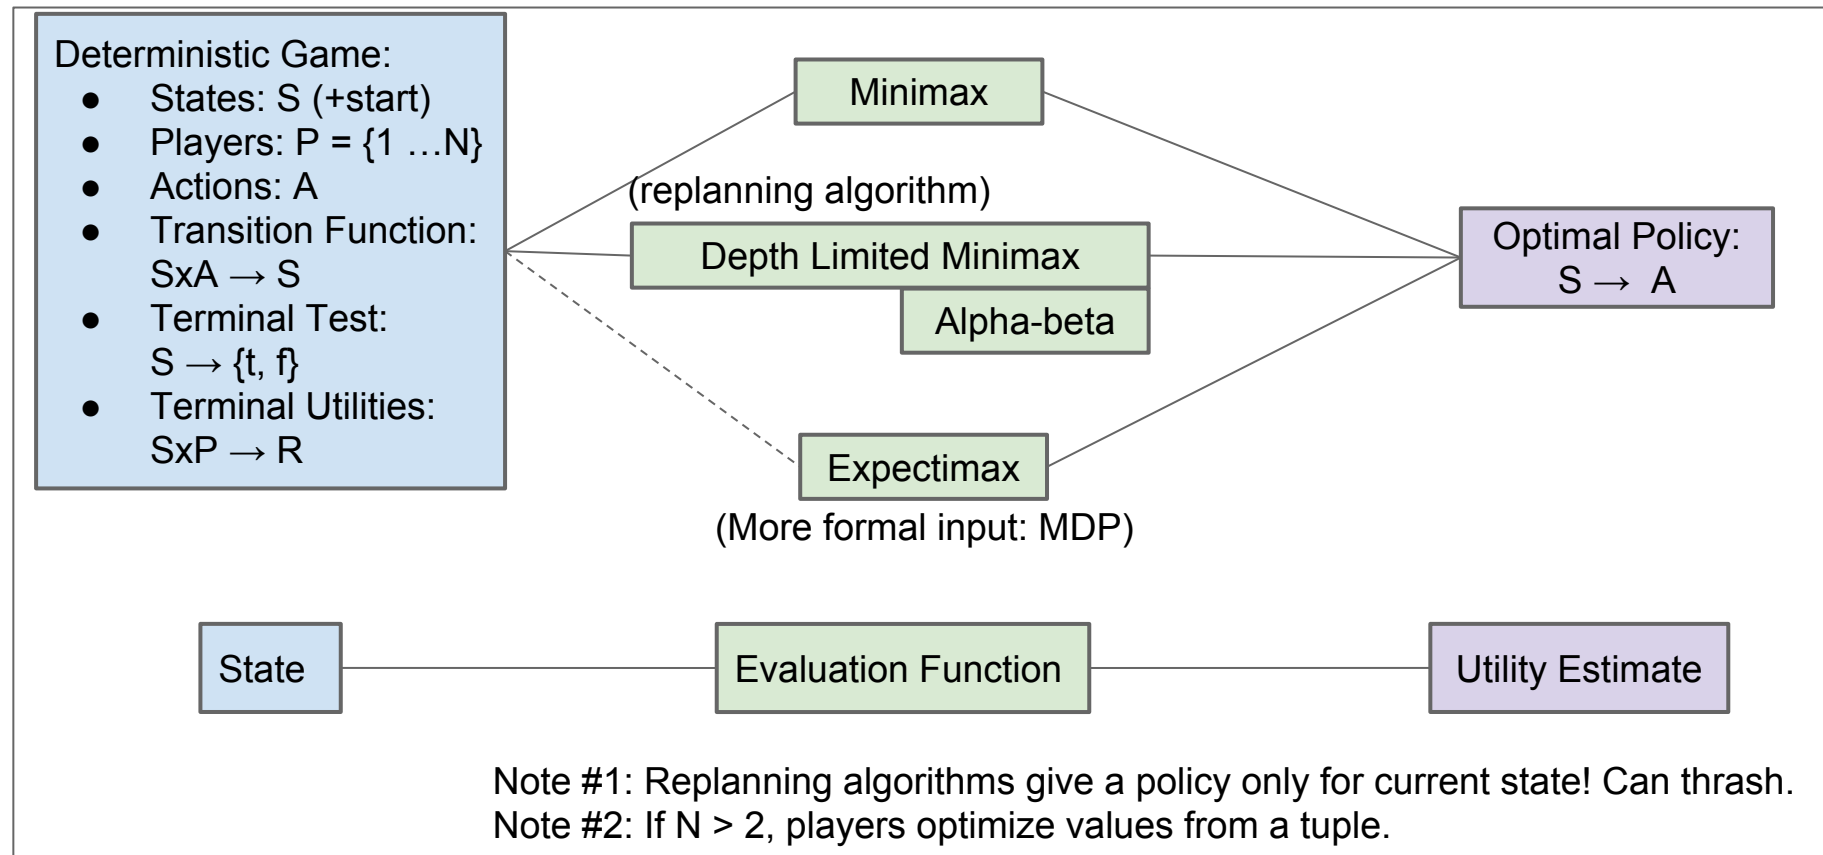 Deterministic Game:
● States: S (+start)
● Players: P = {1 …N}
● Actions: A
● Transition Function:
SxA → S
● Terminal Test:
S → {t, f}
● Terminal Utilities:
SxP → R
Minimax
(replanning algorithm)
Depth Limited Minimax
Alpha-beta
Expectimax
(More formal input: MDP)
Optimal Policy:
S → A
State
Evaluation Function
Utility Estimate
Note #1: Replanning algorithms give a policy only for current state! Can thrash.
Note #2: If N > 2, players optimize values from a tuple.